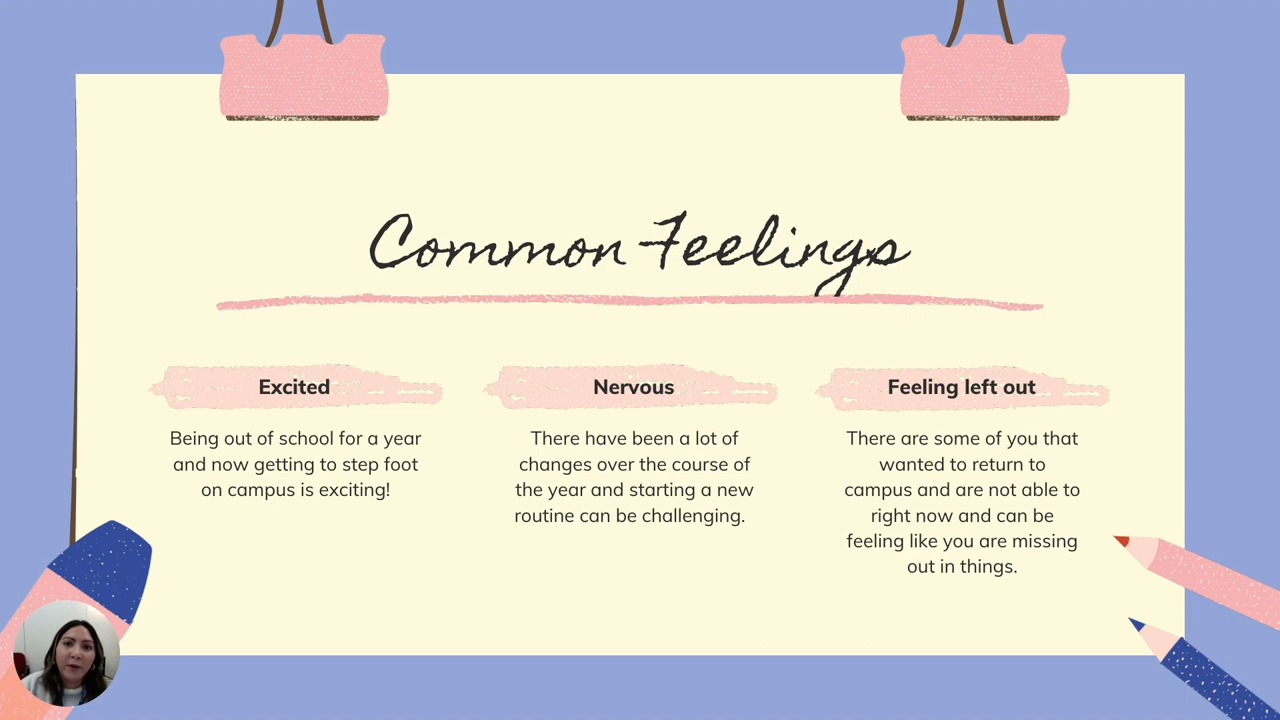 Common Feelings
Excited
Being out of school for a year
and now getting to step foot
on campus is exciting!
Nervous
There have been a lot of
changes over the course of
the year and starting a new
routine can be challenging.
Feeling left out
There are some of you that
wanted to return to
campus and are not able to
right now and can be
feeling like you are missing
out in things.